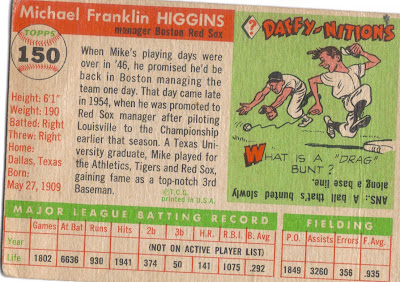 Michael Franklin HIGGINS
manager Boston Red Sox
TOPPS
150
Height: 6'1"
Weight: 190
Batted: Right
Threw: Right
Home:
Dallas, Texas
Born:
May 27, 1909
When Mike's playing days
were over in '46, he promised he'd be
back in Boston managing the
team one day. That day came late
in 1954, when he was promoted to
Red Sox manager after piloting
Louisville to the Championship
earlier that season. A Texas Uni-
versity graduate, Mike played for
the Athletics, Tigers and Red Sox,
gaining fame as a top-notch 3rd
Baseman.
© T.C.G.
printed in U.S.A.
?
DAFFY-NITIONS
WHAT IS A "DRAG"
BUNT?
ANS.: A ball that's bunted slowly
along a base line.
MAJOR LEAGUE BATTING RECORD
Games At Bat Runs Hits 2b 3b H.R. R.B.I. B. Avg.
Year (NOT ON ACTIVE PLAYER LIST)
Life 1802 6636 930 1941 374 50 141 1075 .292
FIELDING
P.O. Assists Errors F. Avg.
1849 3260 356 .935